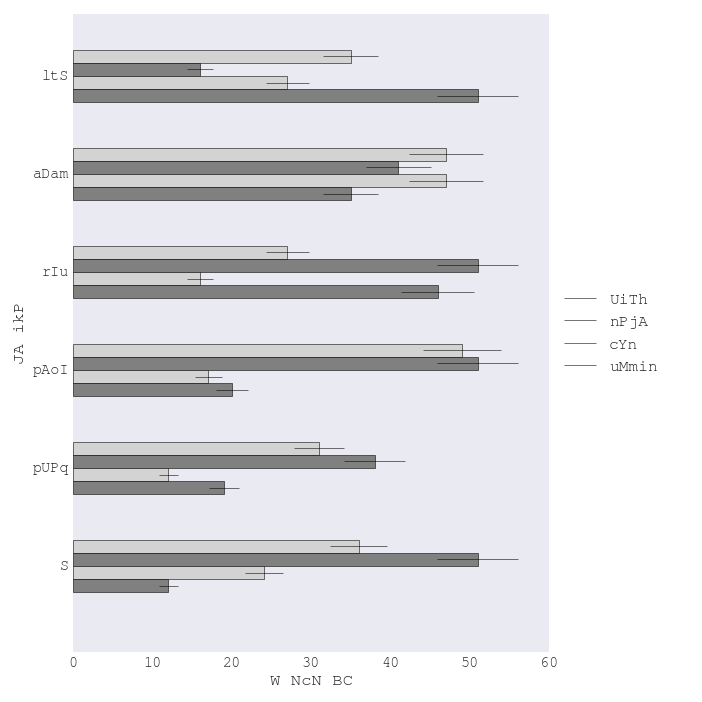 ltS
aDam
rIu
pAoI
pUPq
S
JA ikP
0 10 20 30 40 50 60
W NcN BC
UiTh
nPjA
cYn
uMmin